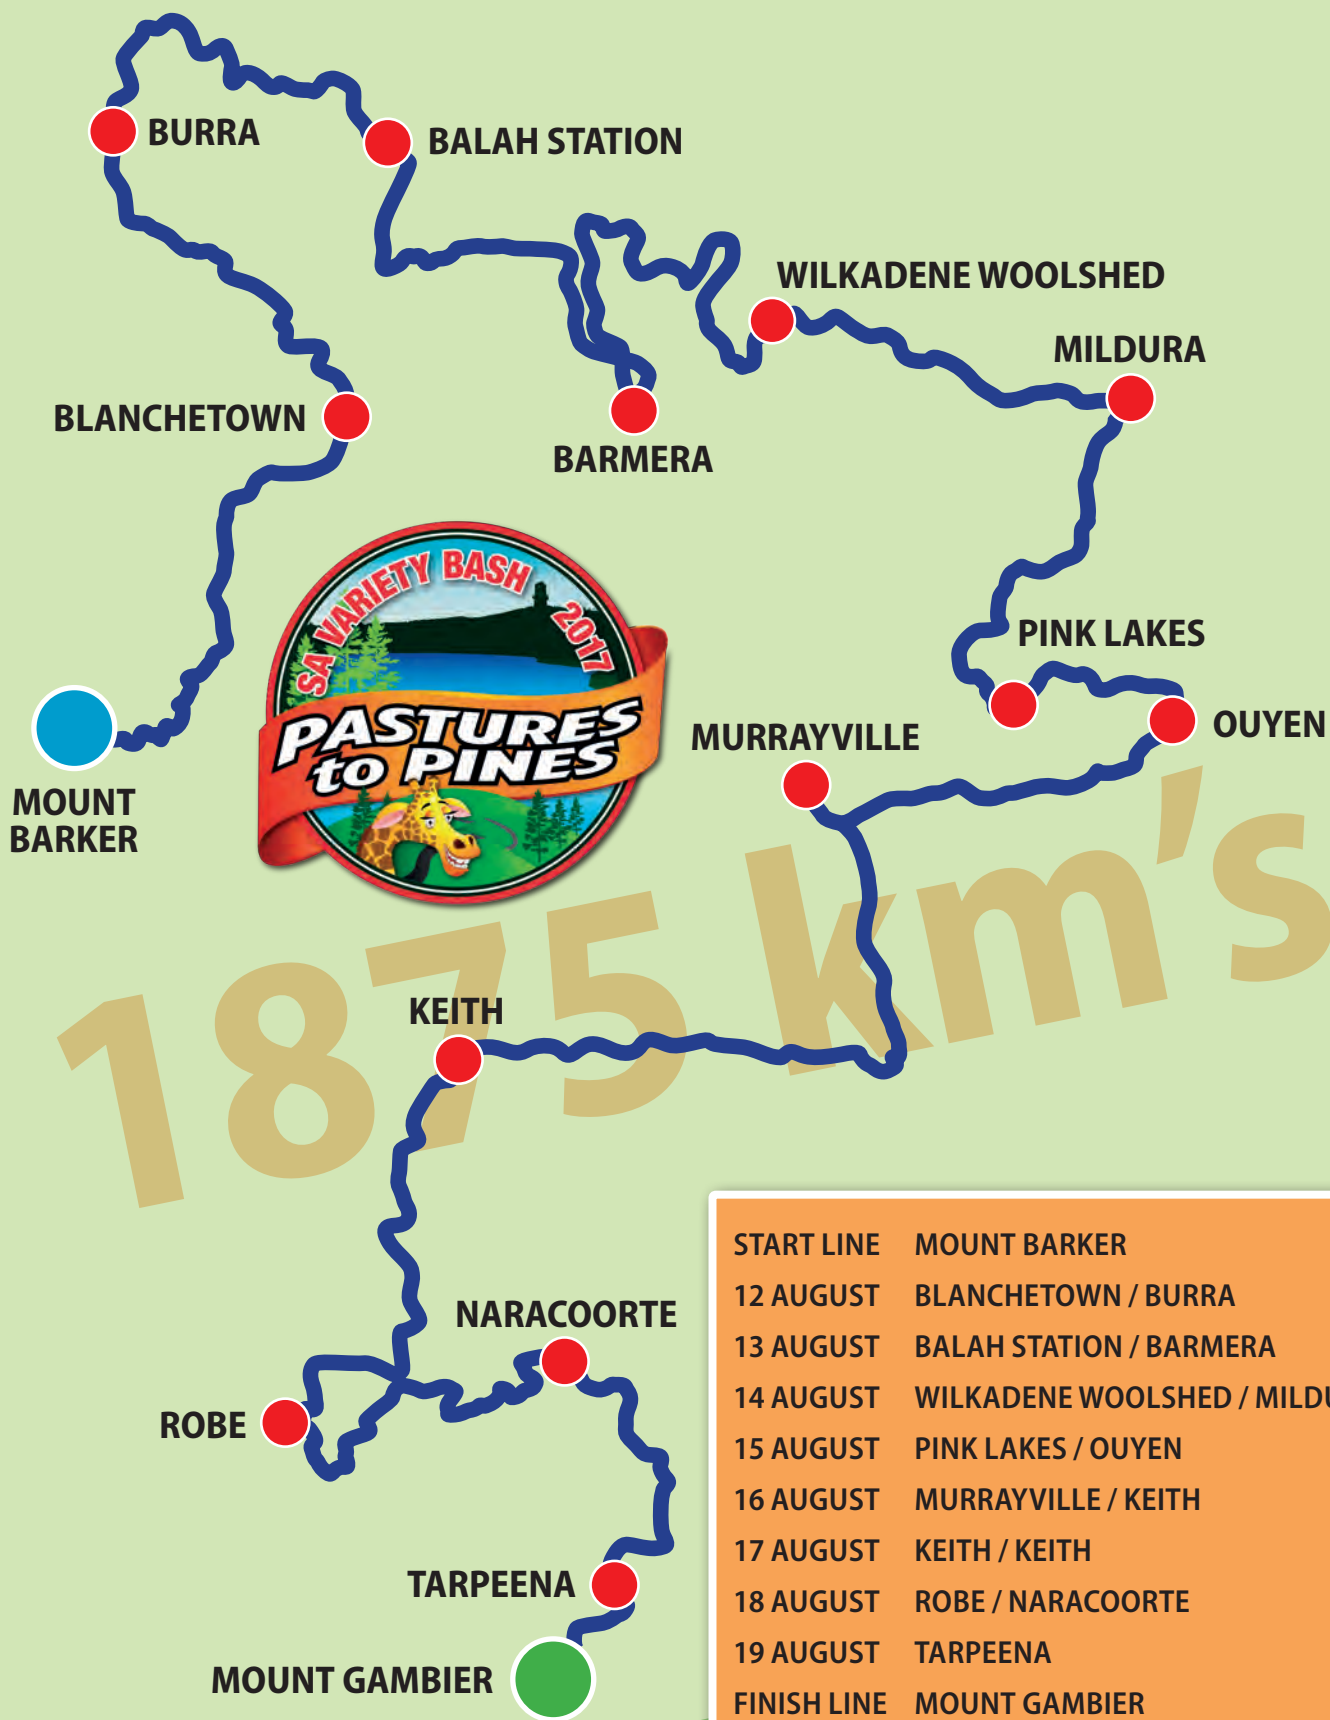 BURRA
BALAH STATION
WILKADENE WOOLSHED
MILDURA
BLANCHETOWN
BARMERA
SA VARIETY BASH 2017
PASTURES
to PINES
PINK LAKES
OUYEN
MURRAYVILLE
MOUNT
BARKER
1875 km's
KEITH
NARACOORTE
ROBE
TARPEENA
MOUNT GAMBIER
START LINE MOUNT BARKER
12 AUGUST BLANCHETOWN / BURRA
13 AUGUST BALAH STATION / BARMERA
14 AUGUST WILKADENE WOOLSHED / MILDU
15 AUGUST PINK LAKES / OUYEN
16 AUGUST MURRAYVILLE / KEITH
17 AUGUST KEITH / KEITH
18 AUGUST ROBE / NARACOORTE
19 AUGUST TARPEENA
FINISH LINE MOUNT GAMBIER